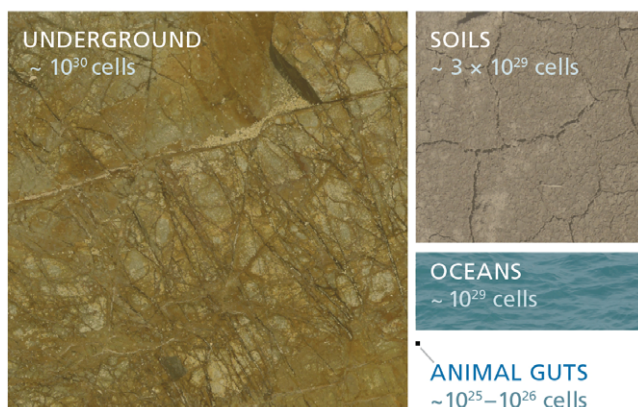 UNDERGROUND
~ 10³⁰ cells
SOILS
~ 3 × 10²⁹ cells
OCEANS
~ 10²⁹ cells
ANIMAL GUTS
~10²⁵–10²⁶ cells